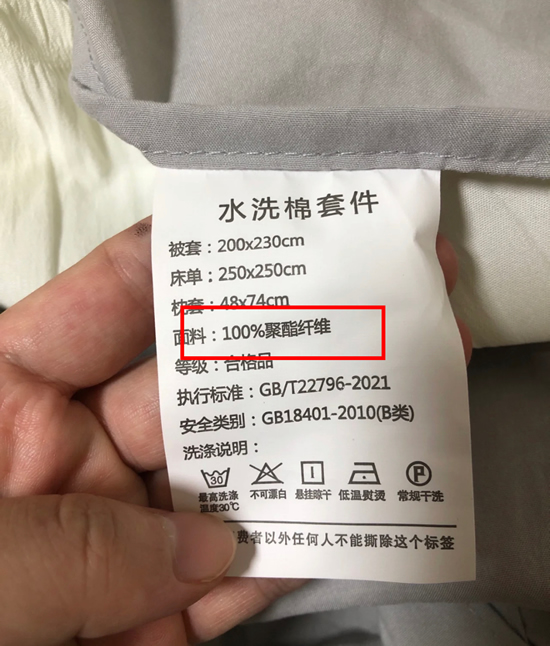 水洗棉套件
被套：200x230cm
床单：250x250cm
枕套：48x74cm
面料：100%聚酯纤维
等级：合格品
执行标准：GB/T22796-2021
安全类别：GB18401-2010(B类)
洗涤说明：
30 P
最高洗涤温度30℃ 不可漂白 悬挂晾干 低温熨烫 常规干洗
费者以外任何人不能撕除这个标签